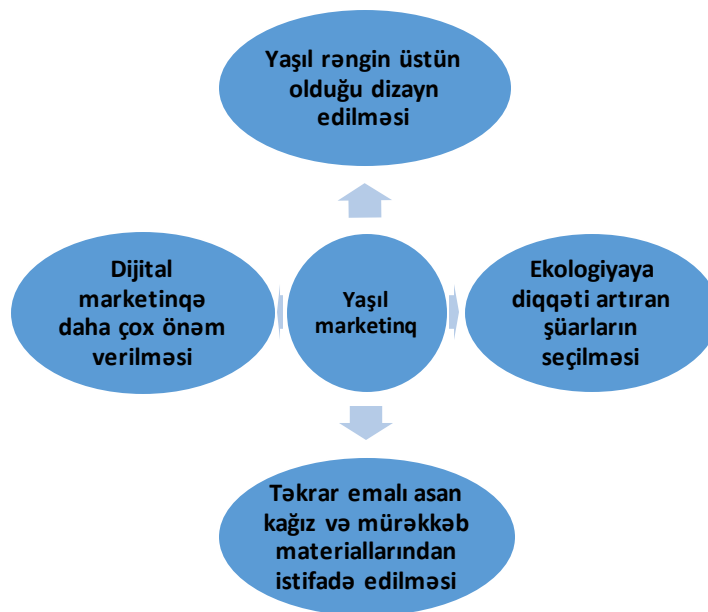 Yaşıl rəngin üstün
olduğu dizayn
edilməsi
Dijital
marketinqə
daha çox önəm
verilməsi
Yaşıl
marketinq
Ekologiyaya
diqqəti artıran
şüarların
seçilməsi
Təkrar emalı asan
kağız və mürəkkəb
materiallarından
istifadə edilməsi